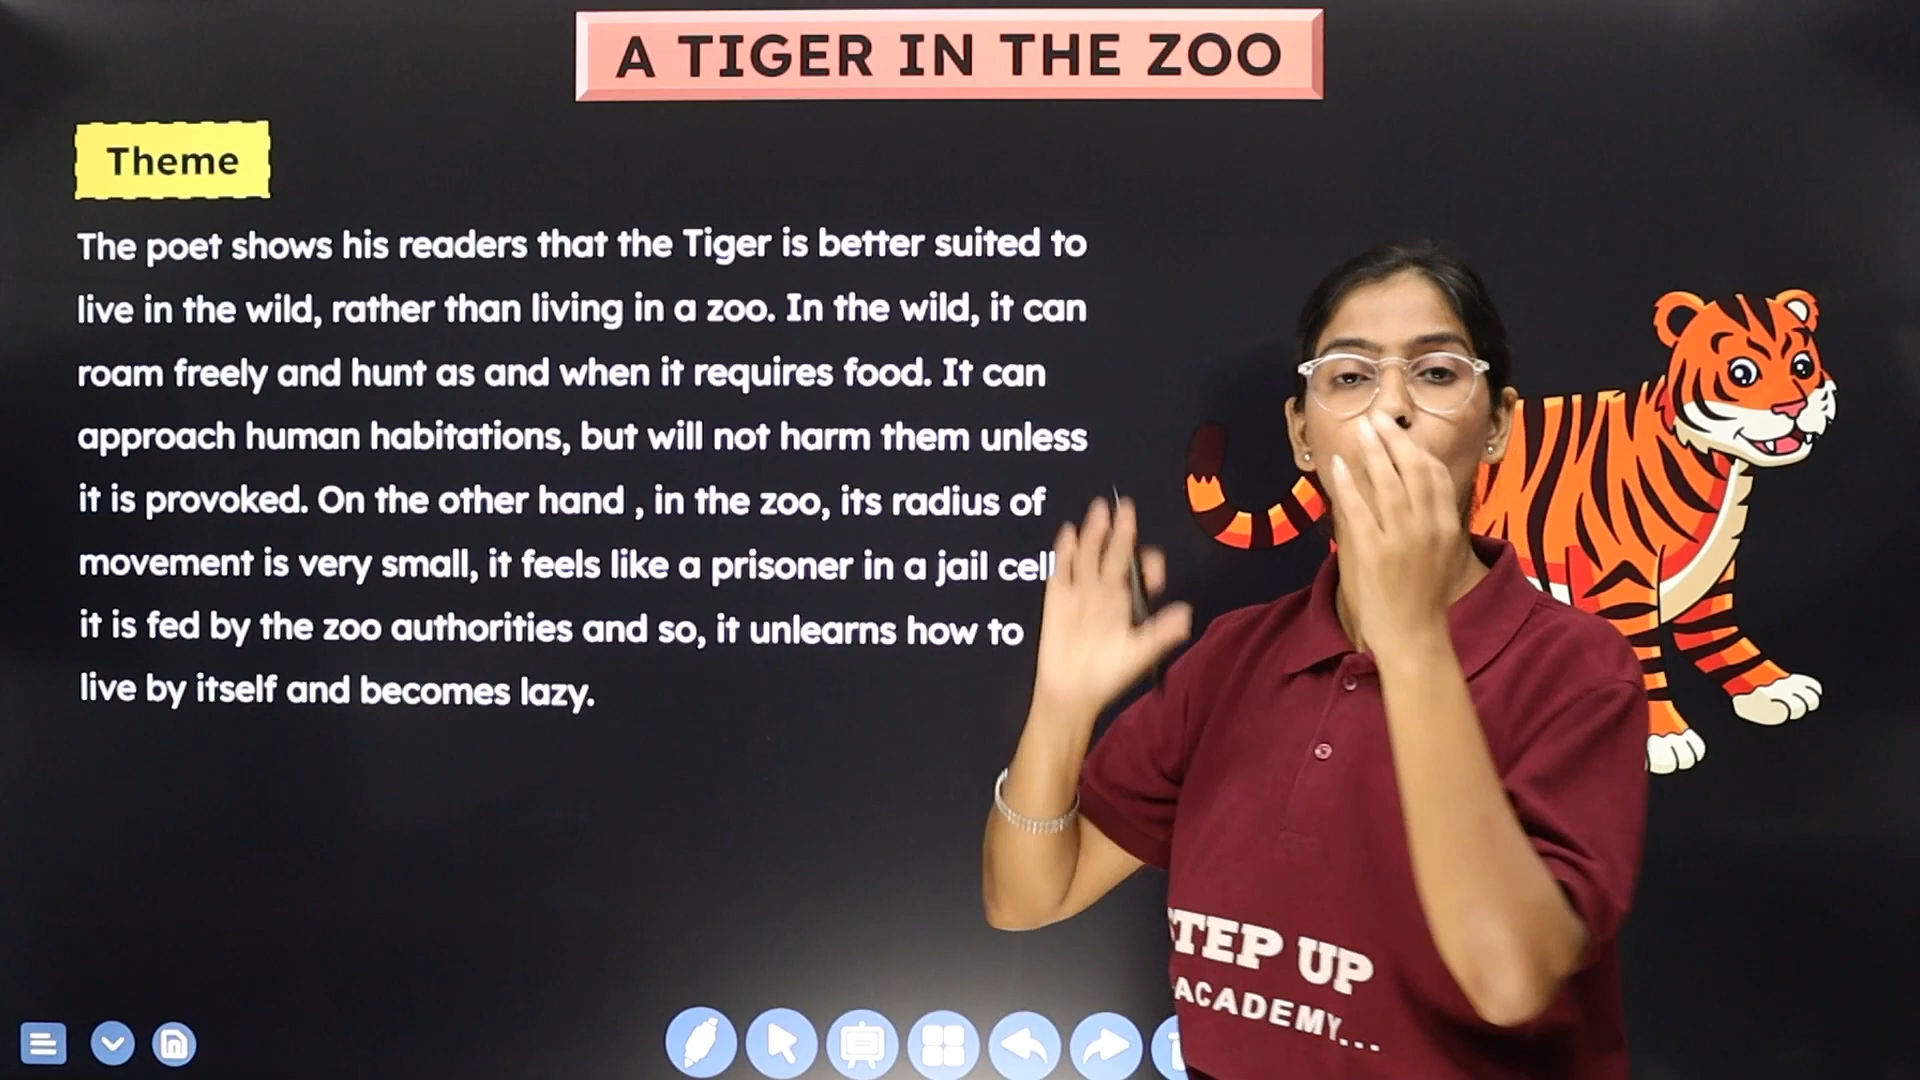 A TIGER IN THE ZOO
Theme
The poet shows his readers that the Tiger is better suited to
live in the wild, rather than living in a zoo. In the wild, it can
roam freely and hunt as and when it requires food. It can
approach human habitations, but will not harm them unless
it is provoked. On the other hand , in the zoo, its radius of
movement is very small, it feels like a prisoner in a jail cell
it is fed by the zoo authorities and so, it unlearns how to
live by itself and becomes lazy.
STEP UP
ACADEMY...